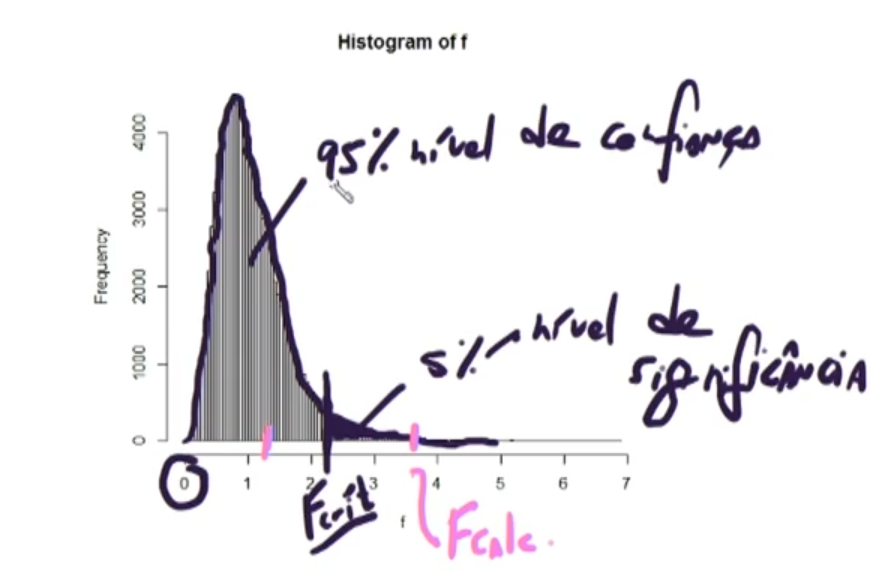 Histogram of f
95% nível de confiança
5% nível de
significância
Frequency
4000
3000
2000
1000
0
0 1 2 3 4 5 6 7
Fcrit
f
Fcalc.